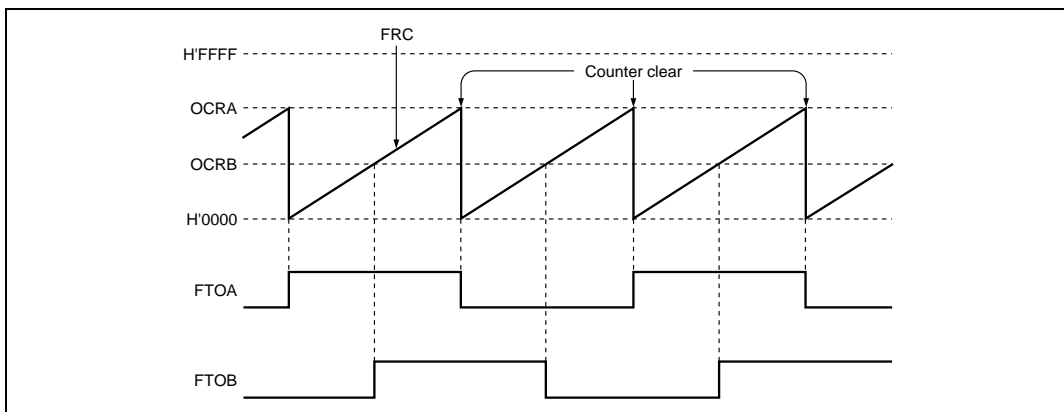 FRC
H'FFFF
Counter clear
OCRA
OCRB
H'0000
FTOA
FTOB